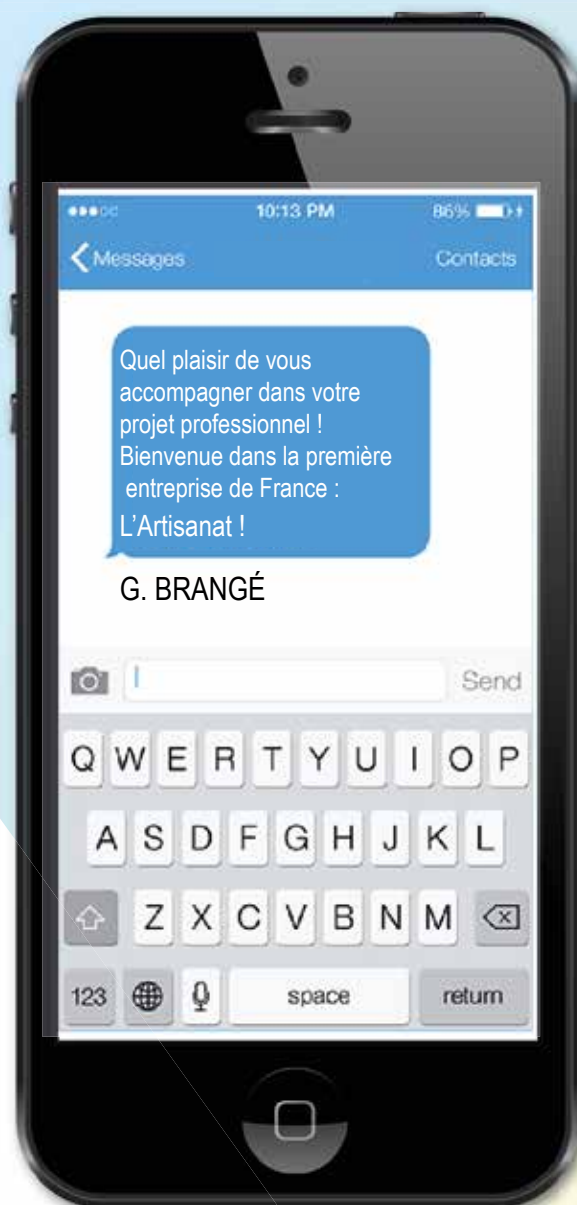 10:13 PM 86%
Messages Contacts
Quel plaisir de vous
accompagner dans votre
projet professionnel !
Bienvenue dans la première
entreprise de France :
L'Artisanat !
G. BRANGÉ
Send
Q W E R T Y U I O P
A S D F G H J K L
Z X C V B N M
123 space return